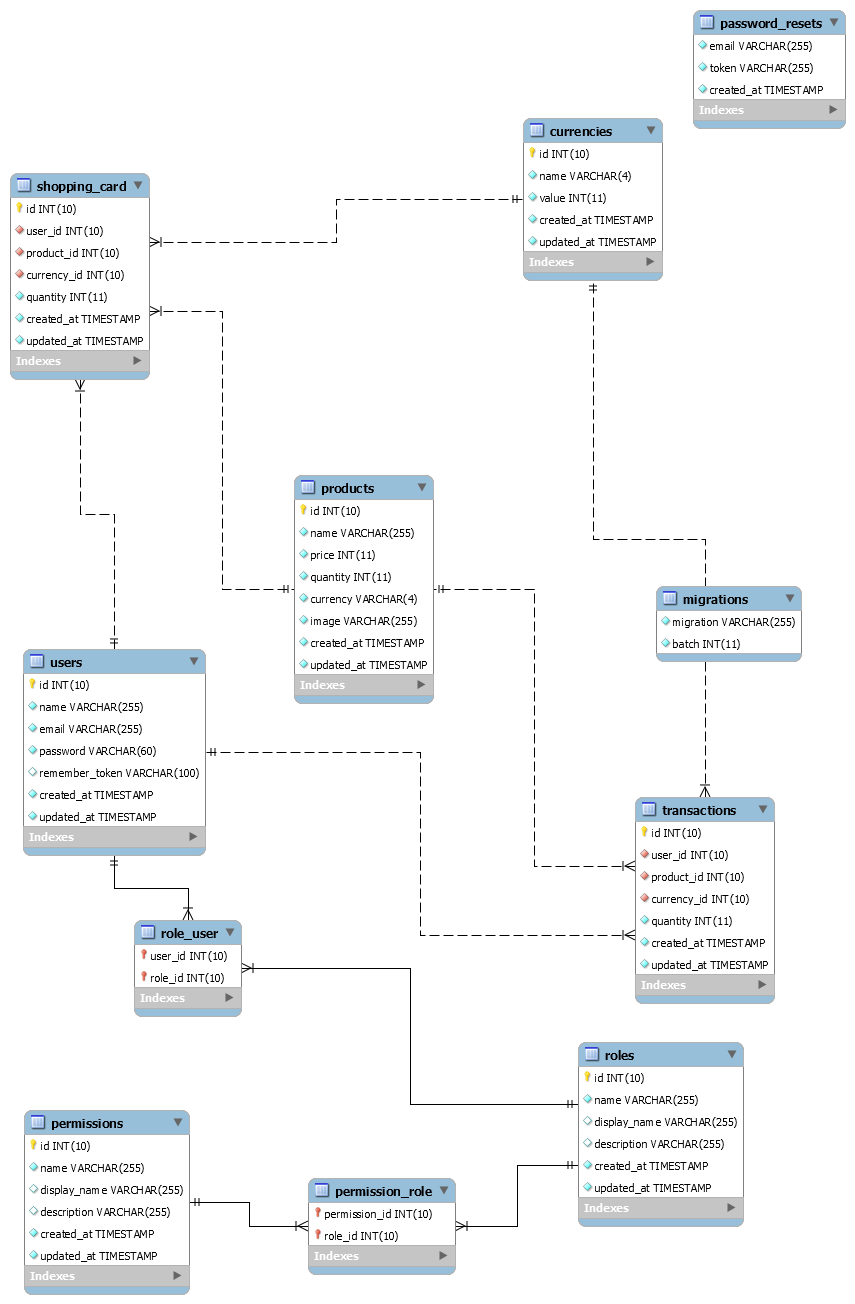 password_resets
email VARCHAR(255)
token VARCHAR(255)
created_at TIMESTAMP
Indexes
currencies
id INT(10)
name VARCHAR(4)
value INT(11)
created_at TIMESTAMP
updated_at TIMESTAMP
Indexes
shopping_card
id INT(10)
user_id INT(10)
product_id INT(10)
currency_id INT(10)
quantity INT(11)
created_at TIMESTAMP
updated_at TIMESTAMP
Indexes
products
id INT(10)
name VARCHAR(255)
price INT(11)
quantity INT(11)
currency VARCHAR(4)
image VARCHAR(255)
created_at TIMESTAMP
updated_at TIMESTAMP
Indexes
migrations
migration VARCHAR(255)
batch INT(11)
Indexes
users
id INT(10)
name VARCHAR(255)
email VARCHAR(255)
password VARCHAR(60)
remember_token VARCHAR(100)
created_at TIMESTAMP
updated_at TIMESTAMP
Indexes
transactions
id INT(10)
user_id INT(10)
product_id INT(10)
currency_id INT(10)
quantity INT(11)
created_at TIMESTAMP
updated_at TIMESTAMP
Indexes
role_user
user_id INT(10)
role_id INT(10)
Indexes
roles
id INT(10)
name VARCHAR(255)
display_name VARCHAR(255)
description VARCHAR(255)
created_at TIMESTAMP
updated_at TIMESTAMP
Indexes
permissions
id INT(10)
name VARCHAR(255)
display_name VARCHAR(255)
description VARCHAR(255)
created_at TIMESTAMP
updated_at TIMESTAMP
Indexes
permission_role
permission_id INT(10)
role_id INT(10)
Indexes